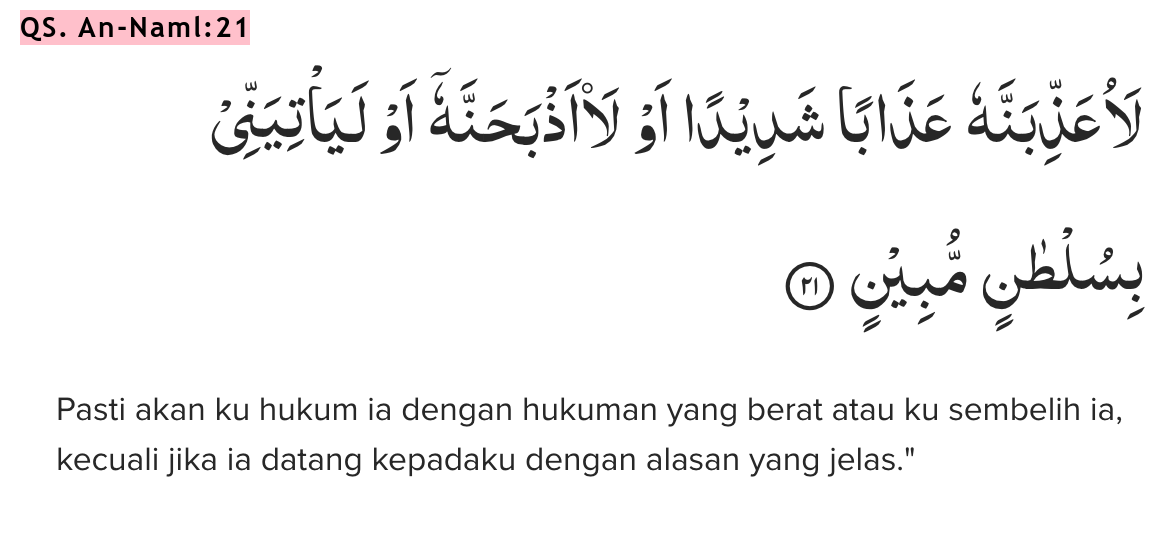 QS. An-Naml:21
لَاُعَذِّبَنَّهٗ عَذَابًا شَدِيْدًا اَوْ لَا۟اَذْبَحَنَّهٗٓ اَوْ لَيَأْتِيَنِّيْ
بِسُلْطٰنٍ مُّبِيْنٍ ٢١
Pasti akan ku hukum ia dengan hukuman yang berat atau ku sembelih ia,
kecuali jika ia datang kepadaku dengan alasan yang jelas."